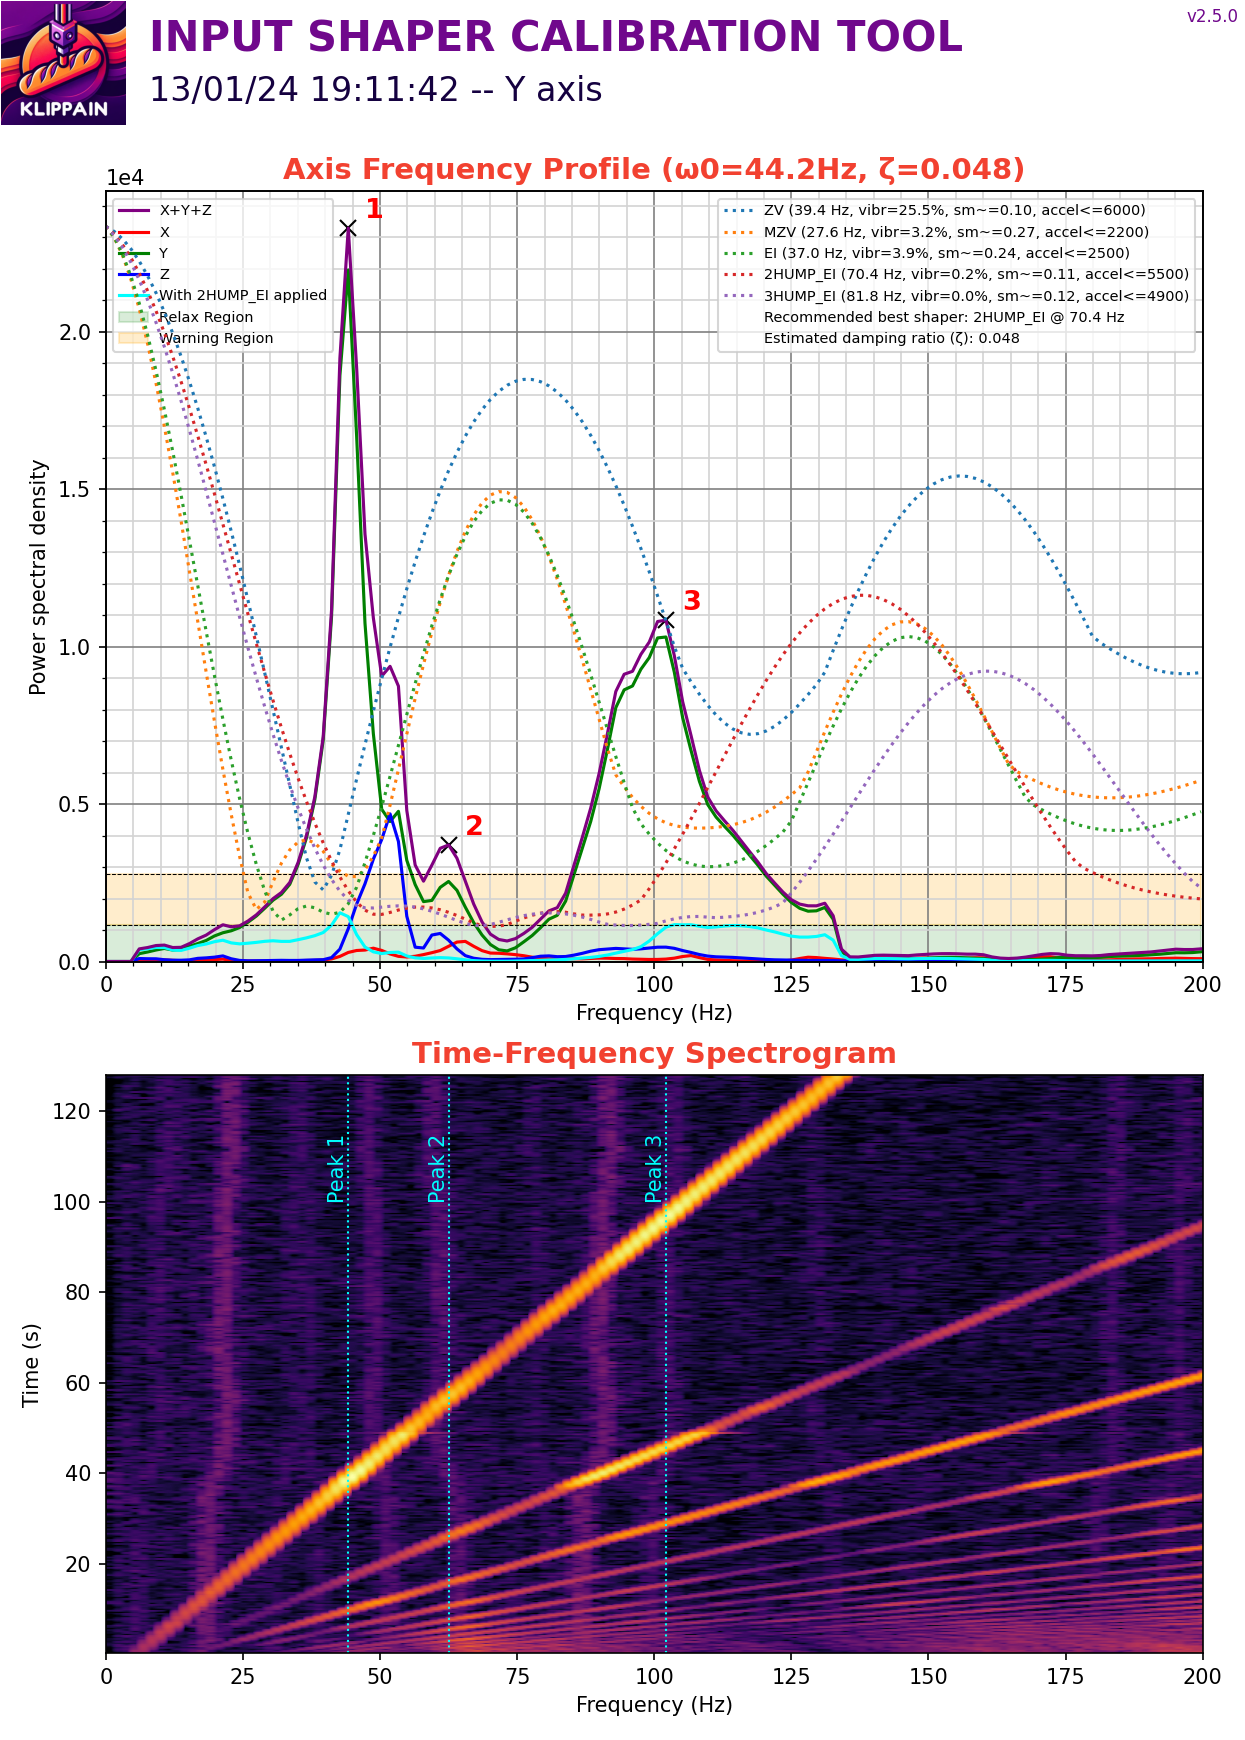 KLIPPAIN
INPUT SHAPER CALIBRATION TOOL
v2.5.0
13/01/24 19:11:42 -- Y axis
Axis Frequency Profile (ω0=44.2Hz, ζ=0.048)
1e4
X+Y+Z
X
Y
Z
With 2HUMP_EI applied
Relax Region
Warning Region
ZV (39.4 Hz, vibr=25.5%, sm~=0.10, accel<=6000)
MZV (27.6 Hz, vibr=3.2%, sm~=0.27, accel<=2200)
EI (37.0 Hz, vibr=3.9%, sm~=0.24, accel<=2500)
2HUMP_EI (70.4 Hz, vibr=0.2%, sm~=0.11, accel<=5500)
3HUMP_EI (81.8 Hz, vibr=0.0%, sm~=0.12, accel<=4900)
Recommended best shaper: 2HUMP_EI @ 70.4 Hz
Estimated damping ratio (ζ): 0.048
1
2
3
Power spectral density
2.0
1.5
1.0
0.5
0.0
0 25 50 75 100 125 150 175 200
Frequency (Hz)
Time-Frequency Spectrogram
Time (s)
120
100
80
60
40
20
Peak 1
Peak 2
Peak 3
0 25 50 75 100 125 150 175 200
Frequency (Hz)